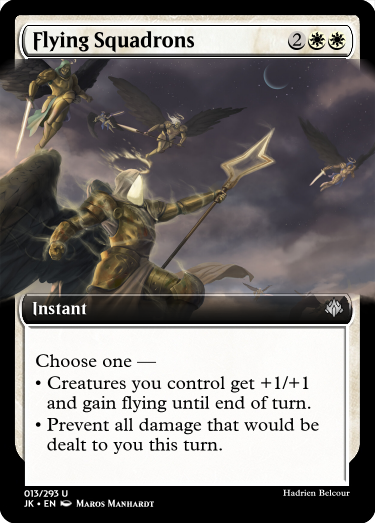 Flying Squadrons 2
Instant
Choose one —
• Creatures you control get +1/+1
and gain flying until end of turn.
• Prevent all damage that would be
dealt to you this turn.
013/293 U Hadrien Belcour
JK • EN Maros Manhardt